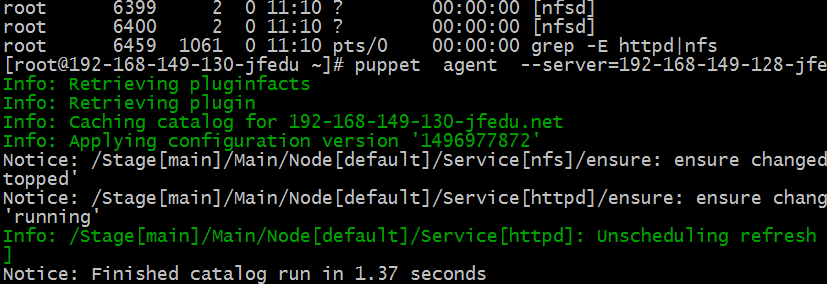 root      6399     2  0 11:10 ?        00:00:00 [nfsd]
root      6400     2  0 11:10 ?        00:00:00 [nfsd]
root      6459  1061  0 11:10 pts/0    00:00:00 grep -E httpd|nfs
[root@192-168-149-130-jfedu ~]# puppet  agent  --server=192-168-149-128-jfe
Info: Retrieving pluginfacts
Info: Retrieving plugin
Info: Caching catalog for 192-168-149-130-jfedu.net
Info: Applying configuration version '1496977872'
Notice: /Stage[main]/Main/Node[default]/Service[nfs]/ensure: ensure changed
topped'
Notice: /Stage[main]/Main/Node[default]/Service[httpd]/ensure: ensure chang
'running'
Info: /Stage[main]/Main/Node[default]/Service[httpd]: Unscheduling refresh
]
Notice: Finished catalog run in 1.37 seconds